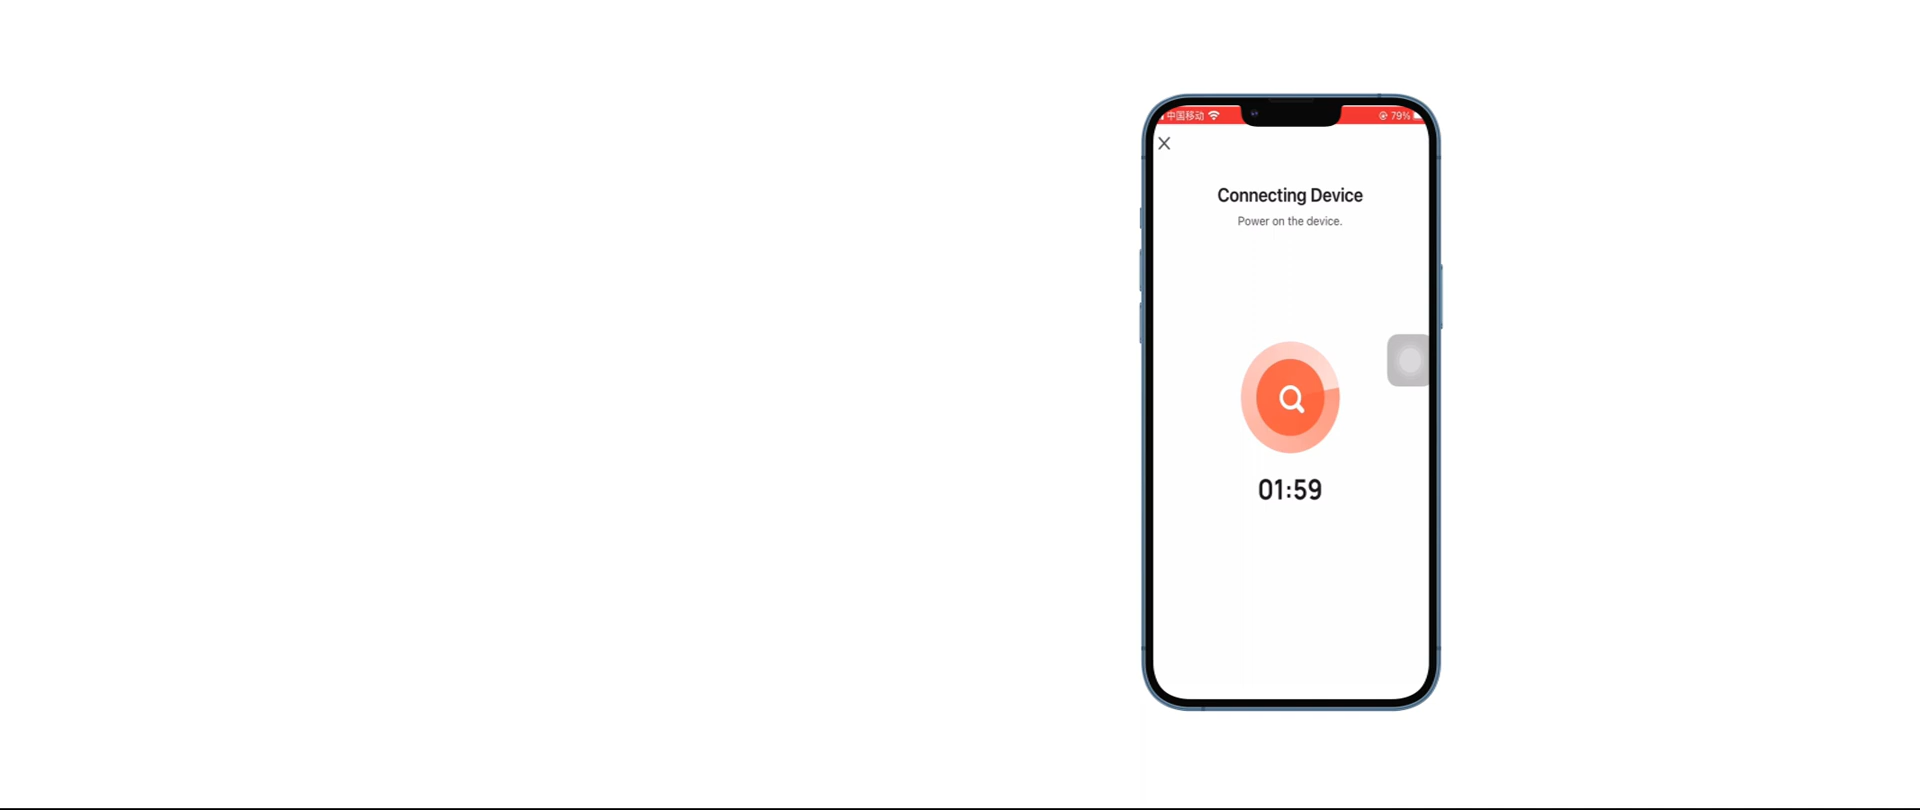 中国移动 79%
Connecting Device
Power on the device.
01:59